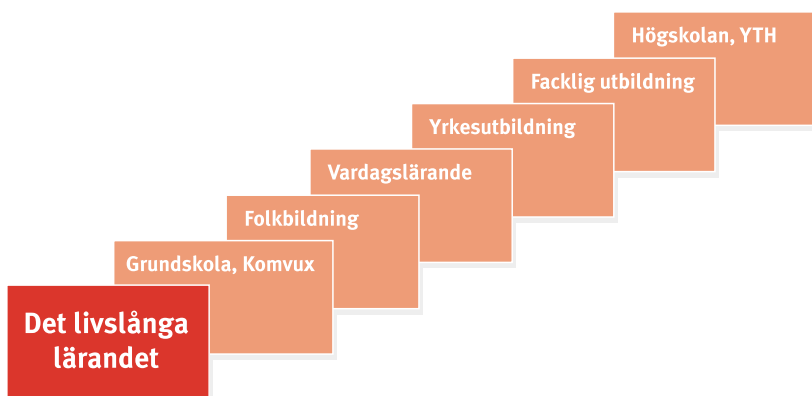 Högskolan, YTH
Facklig utbildning
Yrkesutbildning
Vardagslärande
Folkbildning
Grundskola, Komvux
Det livslånga
lärandet